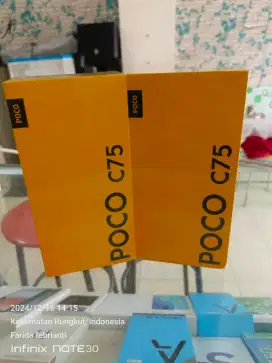 POCO
POCO C75
POCO
POCO C75
2024/12/16 14:15
Kecamatan Rungkut, Indonesia
Farida febrianti
Infinix NOTE30